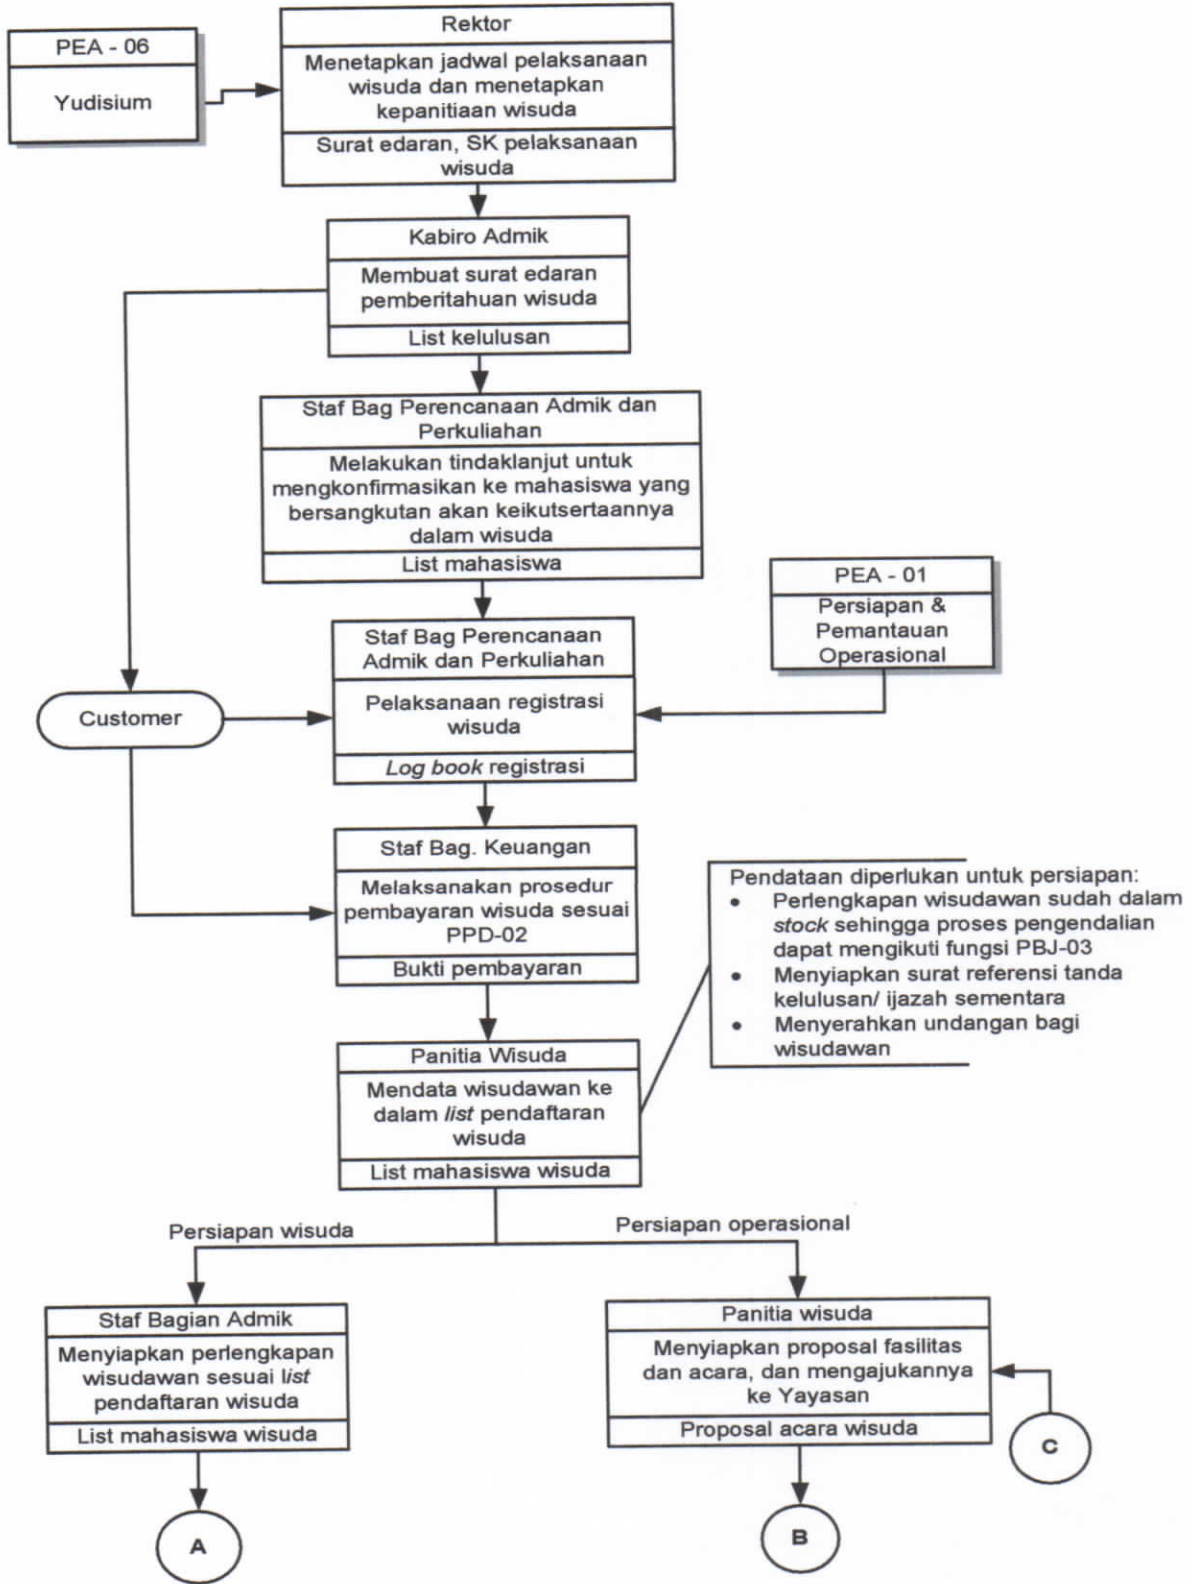 PEA - 06
Yudisium
Rektor
Menetapkan jadwal pelaksanaan
wisuda dan menetapkan
kepanitiaan wisuda
Surat edaran, SK pelaksanaan
wisuda
Kabiro Admik
Membuat surat edaran
pemberitahuan wisuda
List kelulusan
Staf Bag Perencanaan Admik dan
Perkuliahan
Melakukan tindaklanjut untuk
mengkonfirmasikan ke mahasiswa yang
bersangkutan akan keikutsertaannya
dalam wisuda
List mahasiswa
PEA - 01
Persiapan &
Pemantauan
Operasional
Staf Bag Perencanaan
Admik dan Perkuliahan
Pelaksanaan registrasi
wisuda
Log book registrasi
Customer
Staf Bag. Keuangan
Melaksanakan prosedur
pembayaran wisuda sesuai
PPD-02
Bukti pembayaran
Pendataan diperlukan untuk persiapan:
• Perlengkapan wisudawan sudah dalam
stock sehingga proses pengendalian
dapat mengikuti fungsi PBJ-03
• Menyiapkan surat referensi tanda
kelulusan/ ijazah sementara
• Menyerahkan undangan bagi
wisudawan
Panitia Wisuda
Mendata wisudawan ke
dalam list pendaftaran
wisuda
List mahasiswa wisuda
Persiapan wisuda
Persiapan operasional
Staf Bagian Admik
Menyiapkan perlengkapan
wisudawan sesuai list
pendaftaran wisuda
List mahasiswa wisuda
Panitia wisuda
Menyiapkan proposal fasilitas
dan acara, dan mengajukannya
ke Yayasan
Proposal acara wisuda
C
A
B